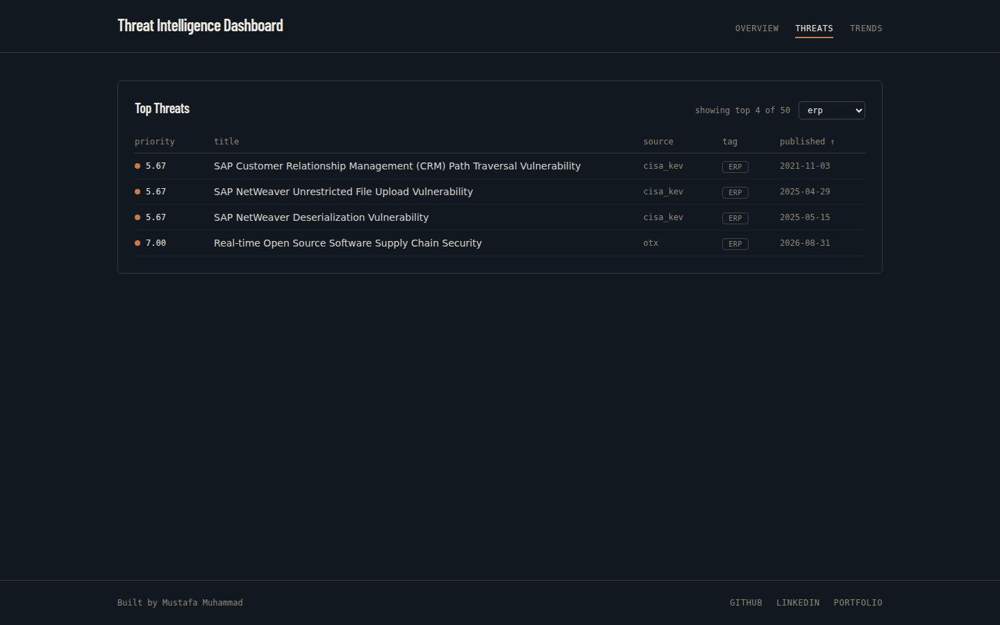 Threat Intelligence Dashboard
OVERVIEW THREATS TRENDS
Top Threats
showing top 4 of 50 erp
priority title source tag published ↑
5.67 SAP Customer Relationship Management (CRM) Path Traversal Vulnerability cisa_kev ERP 2021-11-03
5.67 SAP NetWeaver Unrestricted File Upload Vulnerability cisa_kev ERP 2025-04-29
5.67 SAP NetWeaver Deserialization Vulnerability cisa_kev ERP 2025-05-15
7.00 Real-time Open Source Software Supply Chain Security otx ERP 2026-08-31
Built by Mustafa Muhammad
GITHUB LINKEDIN PORTFOLIO